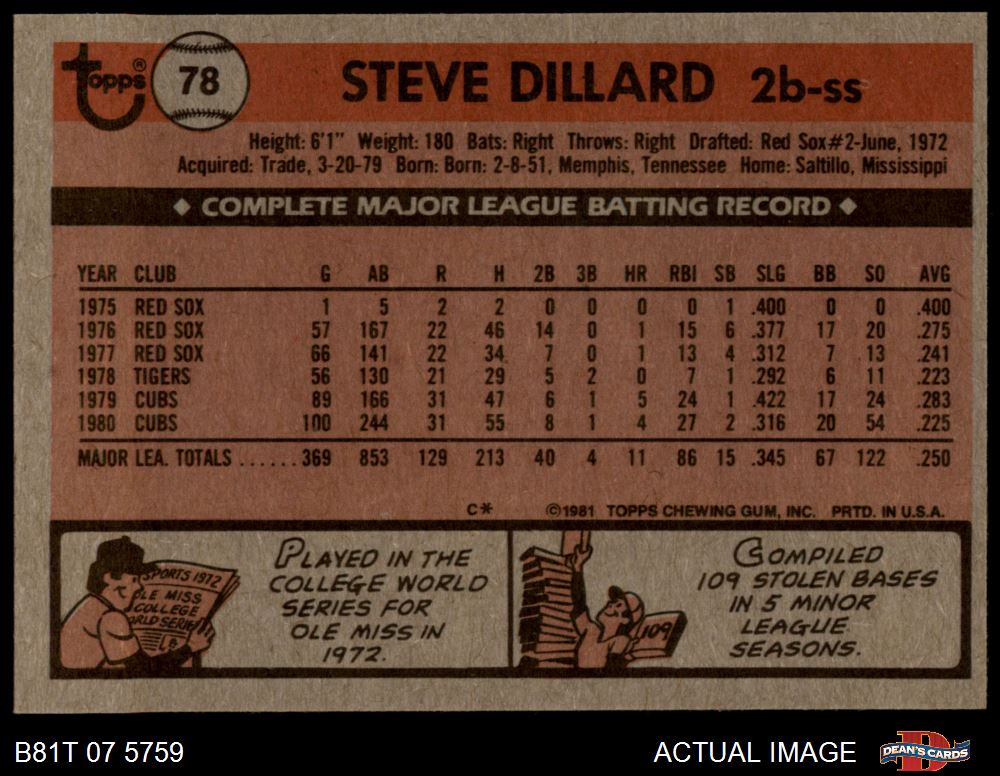 topps® 78 STEVE DILLARD 2b-ss
Height: 6'1" Weight: 180 Bats: Right Throws: Right Drafted: Red Sox#2-June, 1972
Acquired: Trade, 3-20-79 Born: Born: 2-8-51, Memphis, Tennessee Home: Saltillo, Mississippi
◆ COMPLETE MAJOR LEAGUE BATTING RECORD ◆
YEAR CLUB G AB R H 2B 3B HR RBI SB SLG BB SO AVG
1975 RED SOX 1 5 2 2 0 0 0 0 1 .400 0 0 .400
1976 RED SOX 57 167 22 46 14 0 1 15 6 .377 17 20 .275
1977 RED SOX 66 141 22 34 7 0 1 13 4 .312 7 13 .241
1978 TIGERS 56 130 21 29 5 2 0 7 1 .292 6 11 .223
1979 CUBS 89 166 31 47 6 1 5 24 1 .422 17 24 .283
1980 CUBS 100 244 31 55 8 1 4 27 2 .316 20 54 .225
MAJOR LEA. TOTALS ......369 853 129 213 40 4 11 86 15 .345 67 122 .250
C* ©1981 TOPPS CHEWING GUM, INC. PRTD. IN U.S.A.
SPORTS 1972
OLE MISS
COLLEGE
ORLD SERIE
PLAYED IN THE
COLLEGE WORLD
SERIES FOR
OLE MISS IN
1972.
109
COMPILED
109 STOLEN BASES
IN 5 MINOR
LEAGUE
SEASONS.
B81T 07 5759 ACTUAL IMAGE DEAN'S CARDS